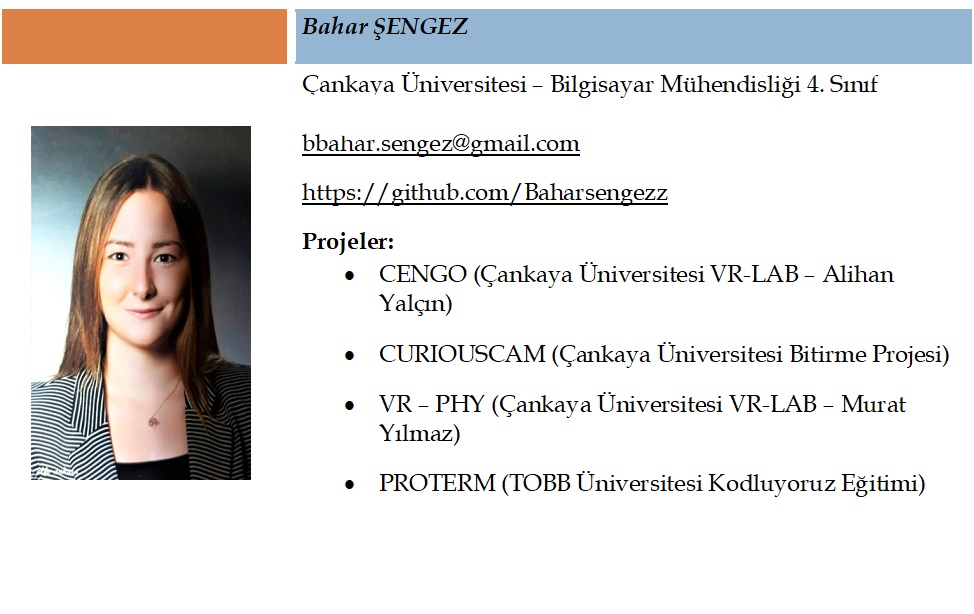 Bahar ŞENGEZ
Çankaya Üniversitesi – Bilgisayar Mühendisliği 4. Sınıf
bbahar.sengez@gmail.com
https://github.com/Baharsengezz
Projeler:
• CENGO (Çankaya Üniversitesi VR-LAB – Alihan
Yalçın)
• CURIOUSCAM (Çankaya Üniversitesi Bitirme Projesi)
• VR – PHY (Çankaya Üniversitesi VR-LAB – Murat
Yılmaz)
• PROTERM (TOBB Üniversitesi Kodluyoruz Eğitimi)